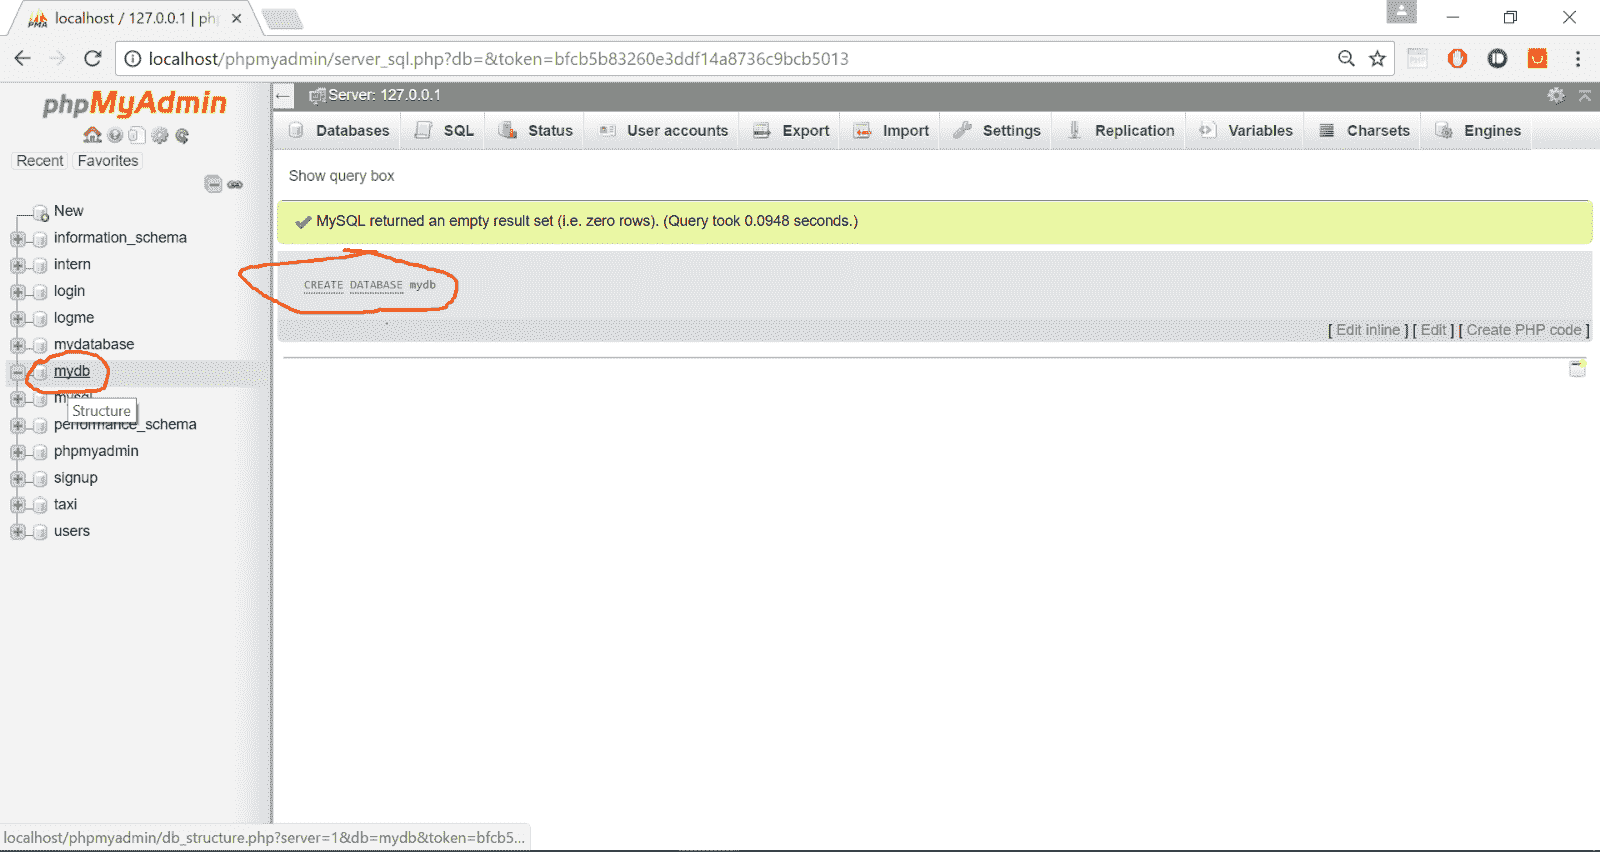 localhost / 127.0.0.1 | ph
localhost/phpmyadmin/server_sql.php?db=&token=bfcb5b83260e3ddf14a8736c9bcb5013
phpMyAdmin
Recent Favorites
New
information_schema
intern
login
logme
mydatabase
mydb
mysql
Structure
performance_schema
phpmyadmin
signup
taxi
users
Server: 127.0.0.1
Databases SQL Status User accounts Export Import Settings Replication Variables Charsets Engines
Show query box
MySQL returned an empty result set (i.e. zero rows). (Query took 0.0948 seconds.)
CREATE DATABASE mydb
[ Edit inline ] [ Edit ] [ Create PHP code ]
localhost/phpmyadmin/db_structure.php?server=1&db=mydb&token=bfcb5...